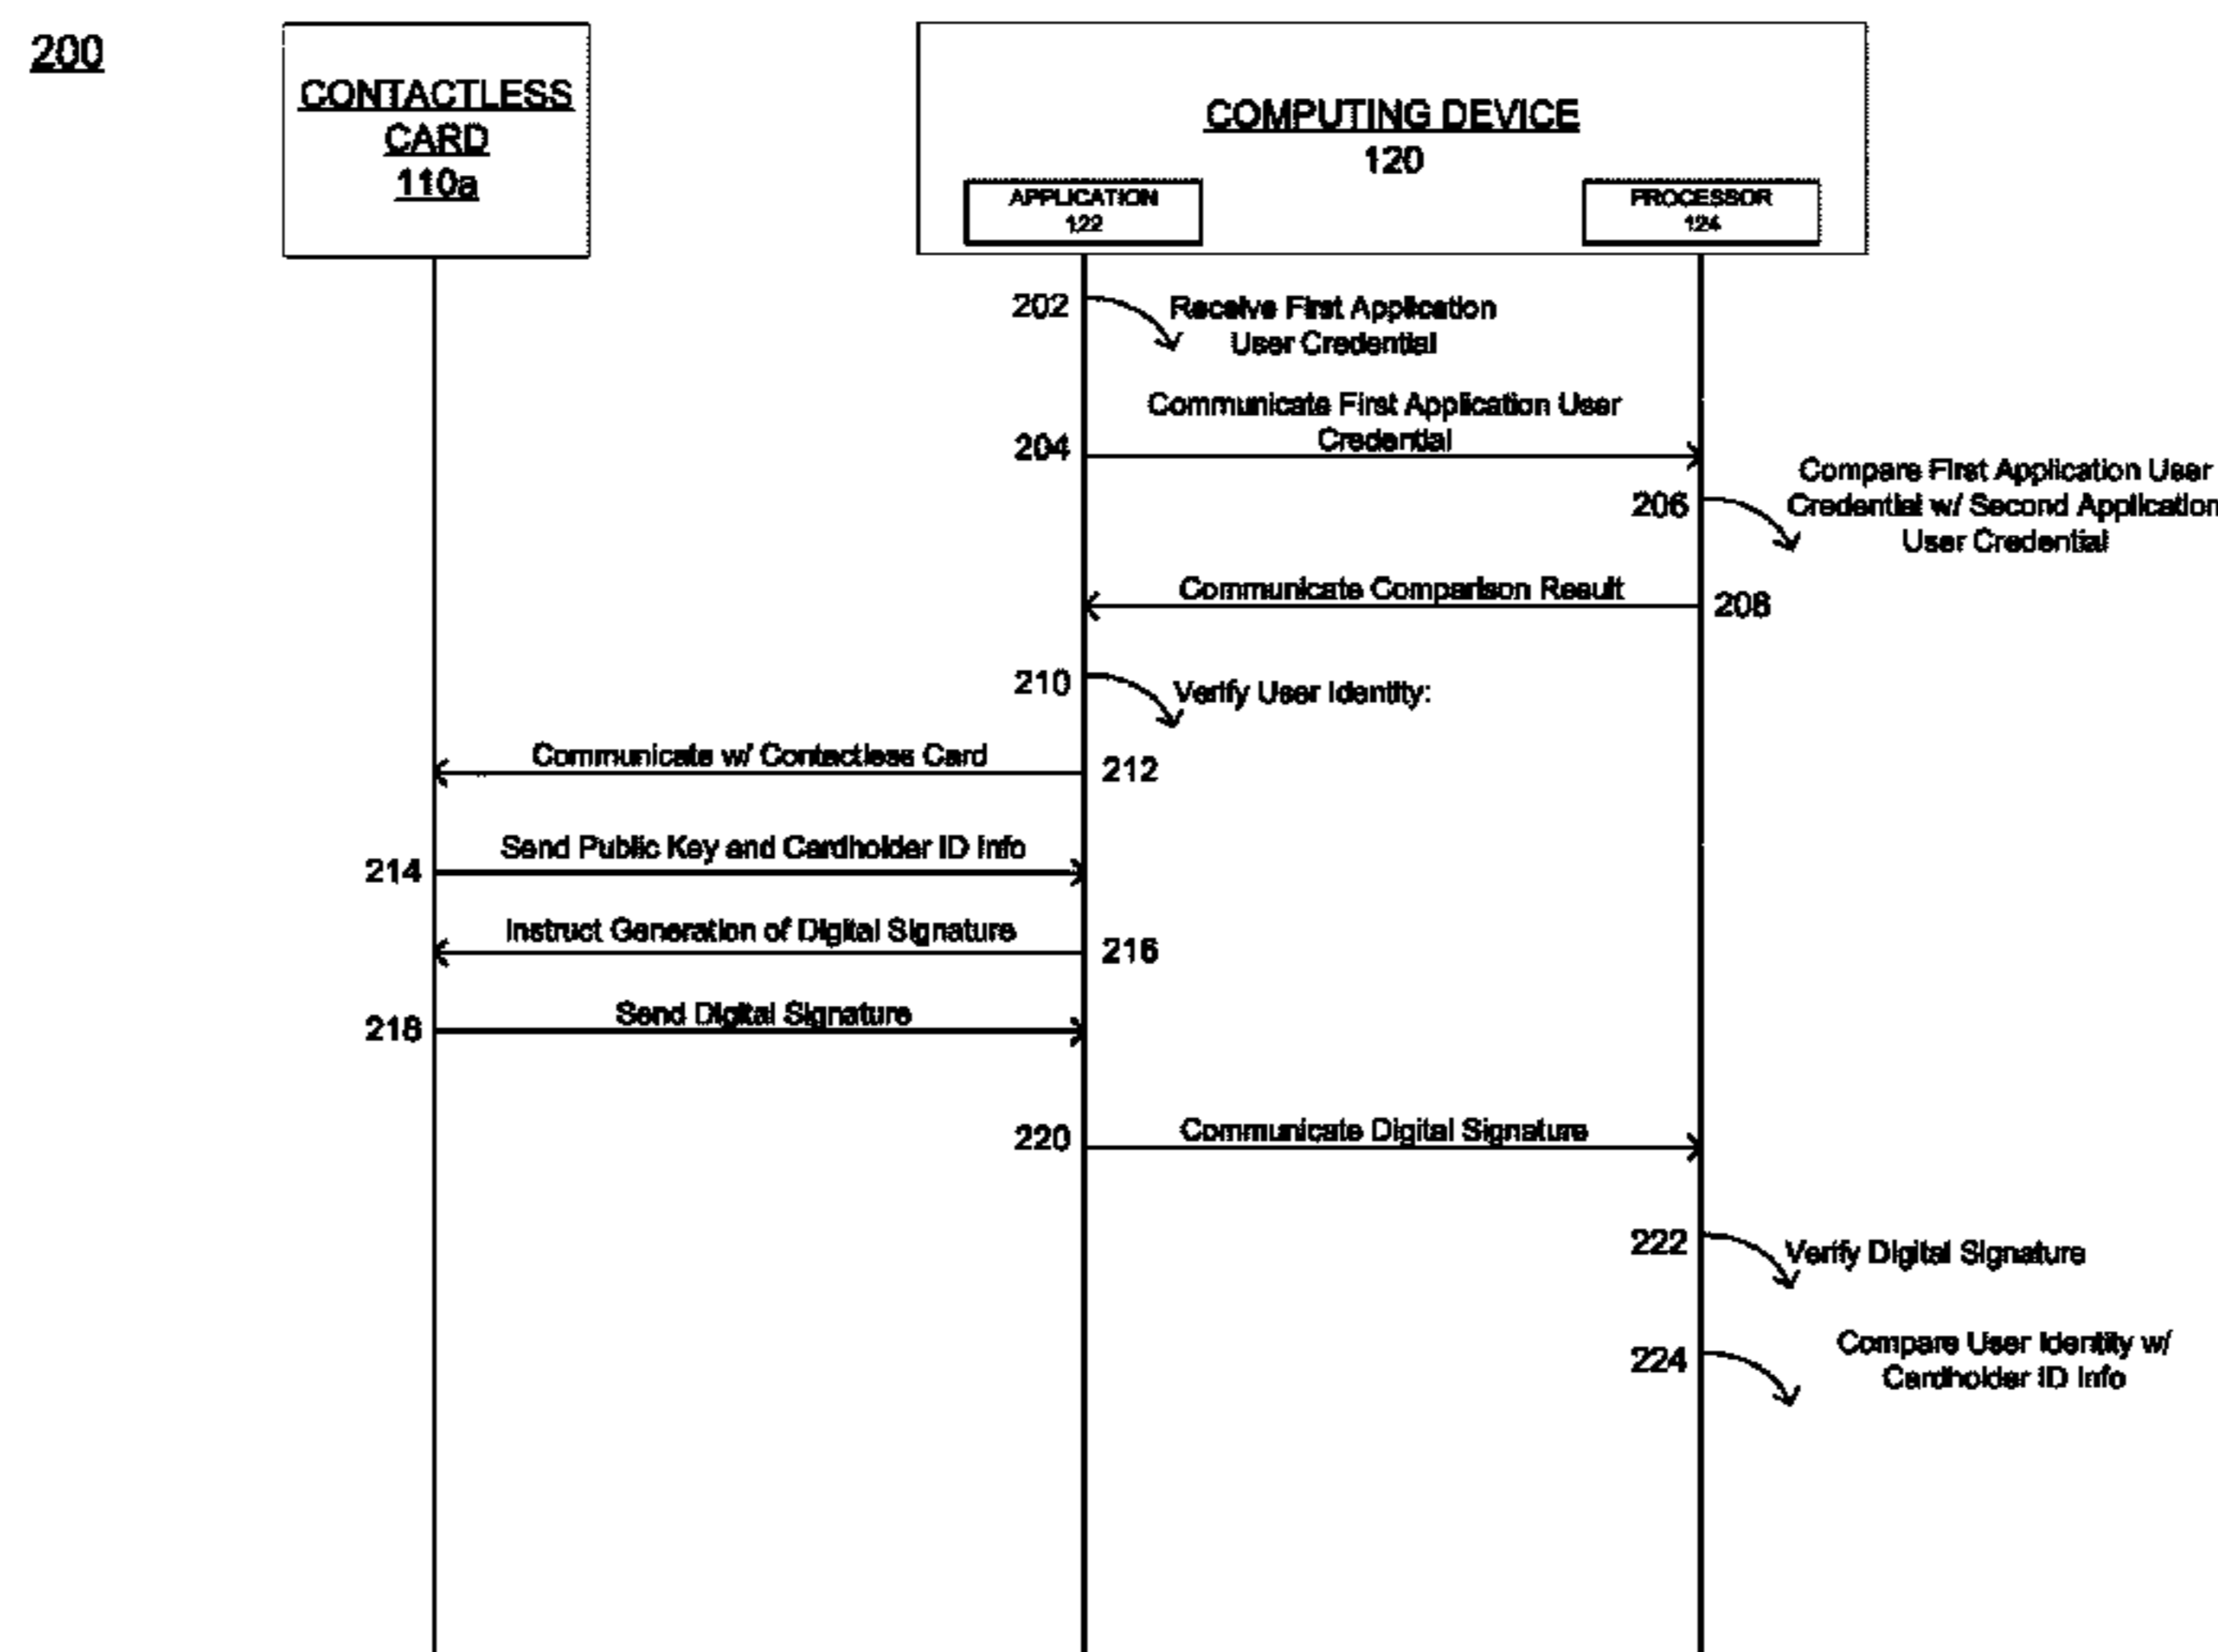 200
CONTACTLESS
CARD
110a
COMPUTING DEVICE
120
APPLICATION
122
PROCESSOR
124
202
Receive First Application
User Credential
Communicate First Application User
Credential
204
Compare First Application User
Credential w/ Second Application
User Credential
206
Communicate Comparison Result
208
210
Verify User Identity:
Communicate w/ Contactless Card
212
Send Public Key and Cardholder ID Info
214
Instruct Generation of Digital Signature
216
Send Digital Signature
218
220
Communicate Digital Signature
222
Verify Digital Signature
224
Compare User Identity w/
Cardholder ID Info